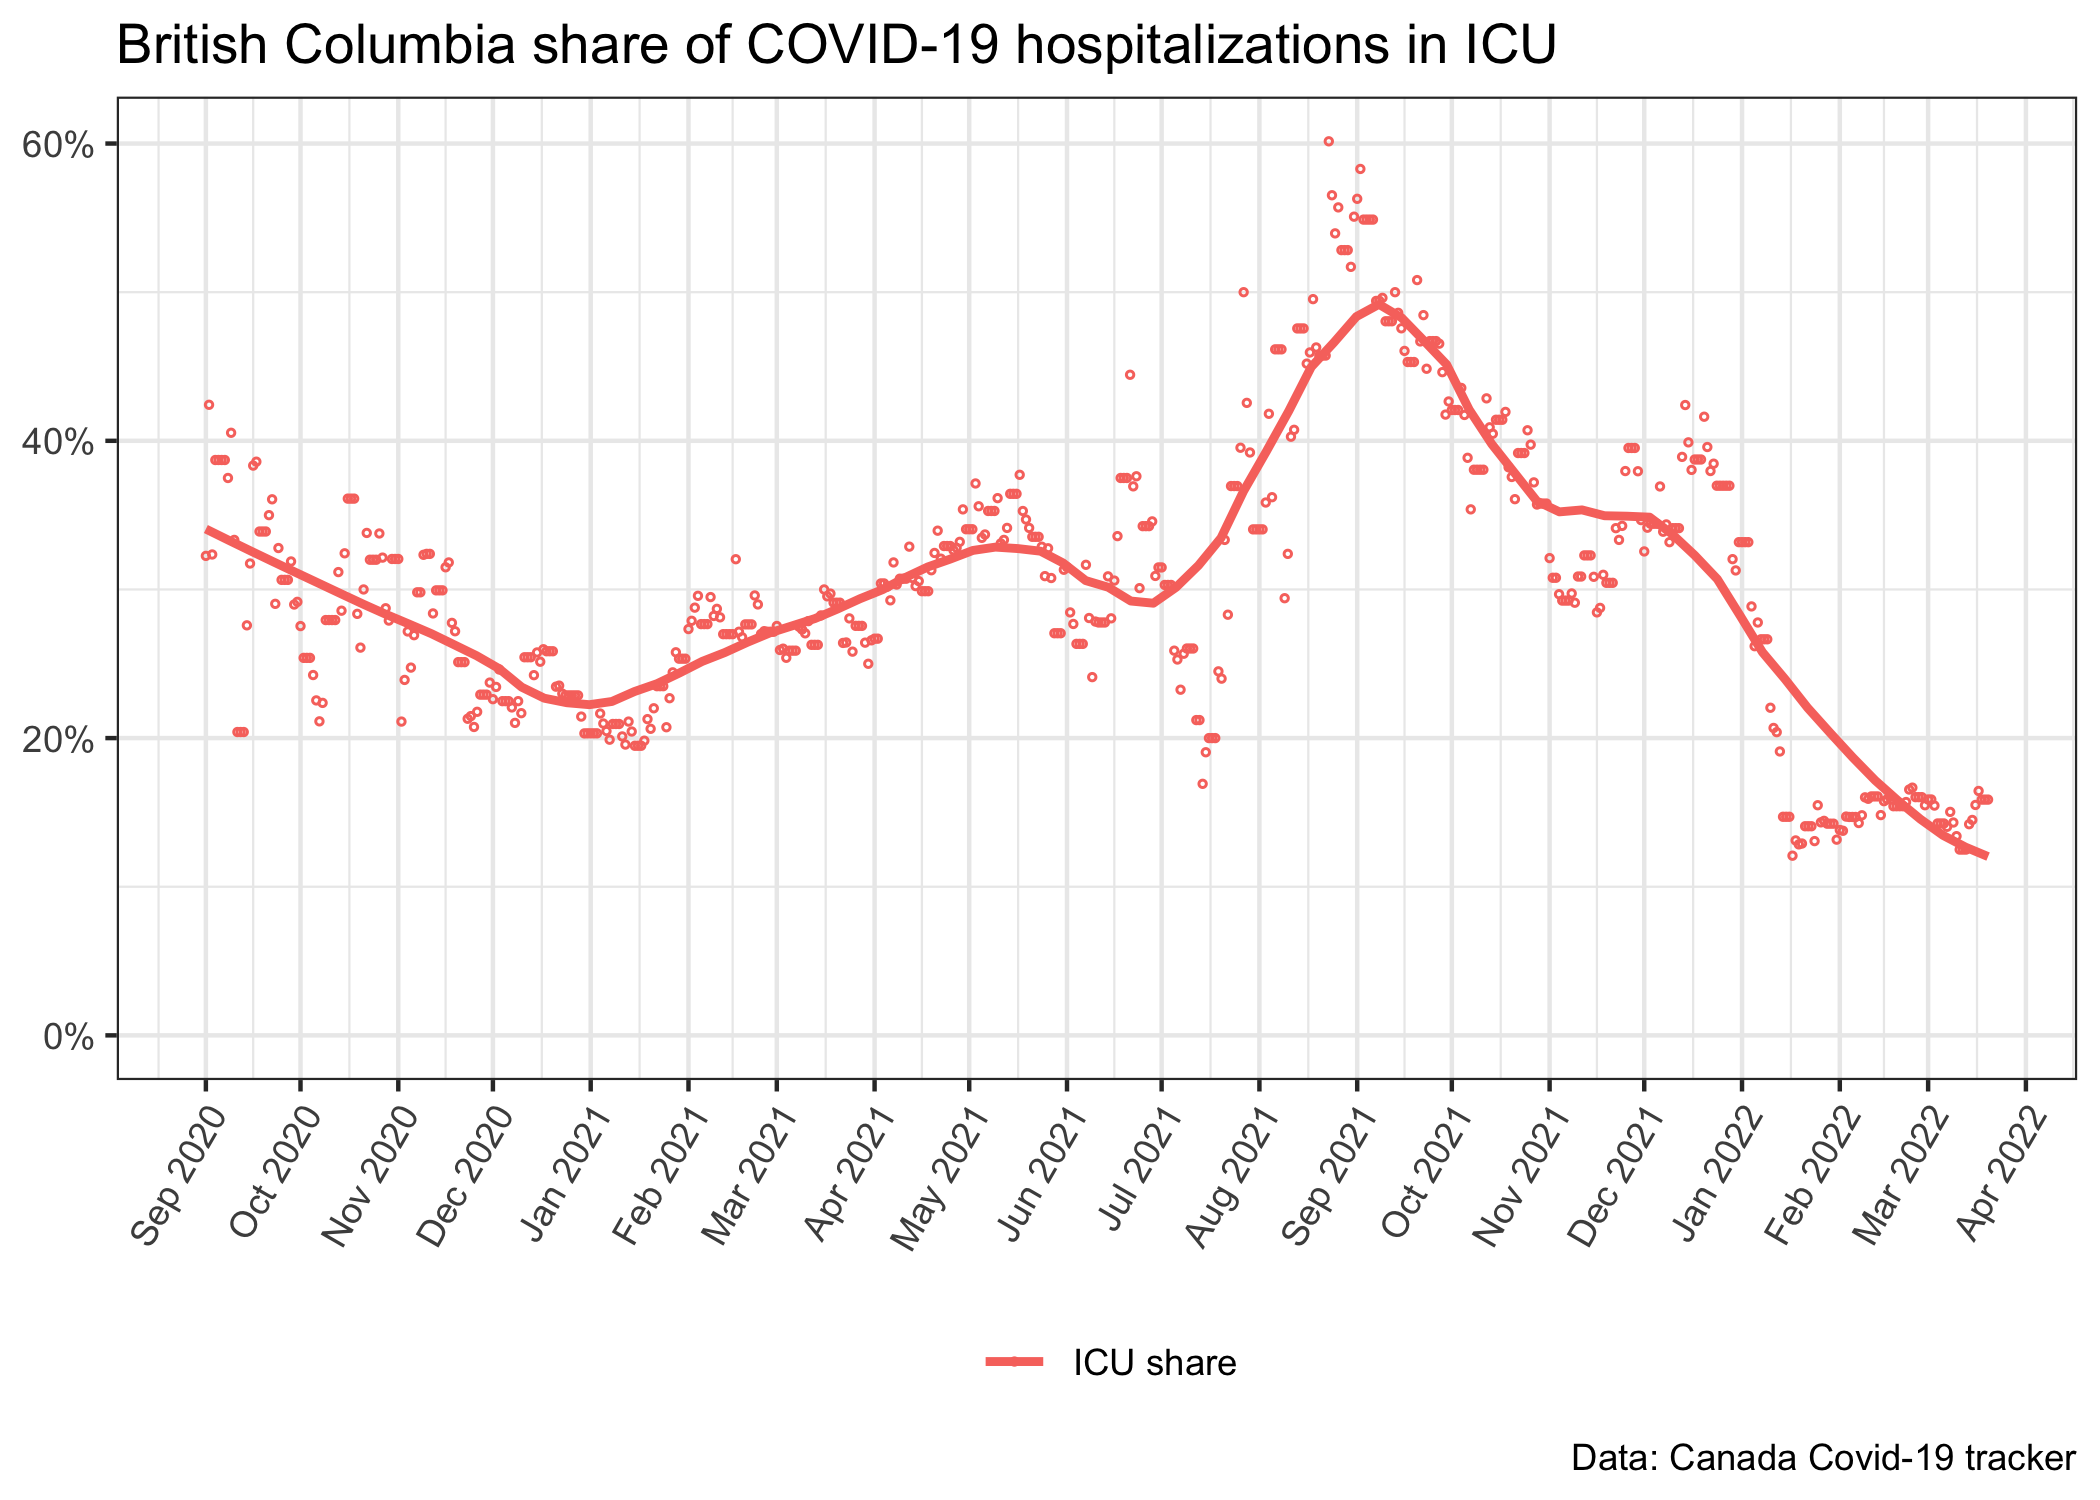 British Columbia share of COVID-19 hospitalizations in ICU
60%
40%
20%
0%
Sep 2020
Oct 2020
Nov 2020
Dec 2020
Jan 2021
Feb 2021
Mar 2021
Apr 2021
May 2021
Jun 2021
Jul 2021
Aug 2021
Sep 2021
Oct 2021
Nov 2021
Dec 2021
Jan 2022
Feb 2022
Mar 2022
Apr 2022
ICU share
Data: Canada Covid-19 tracker